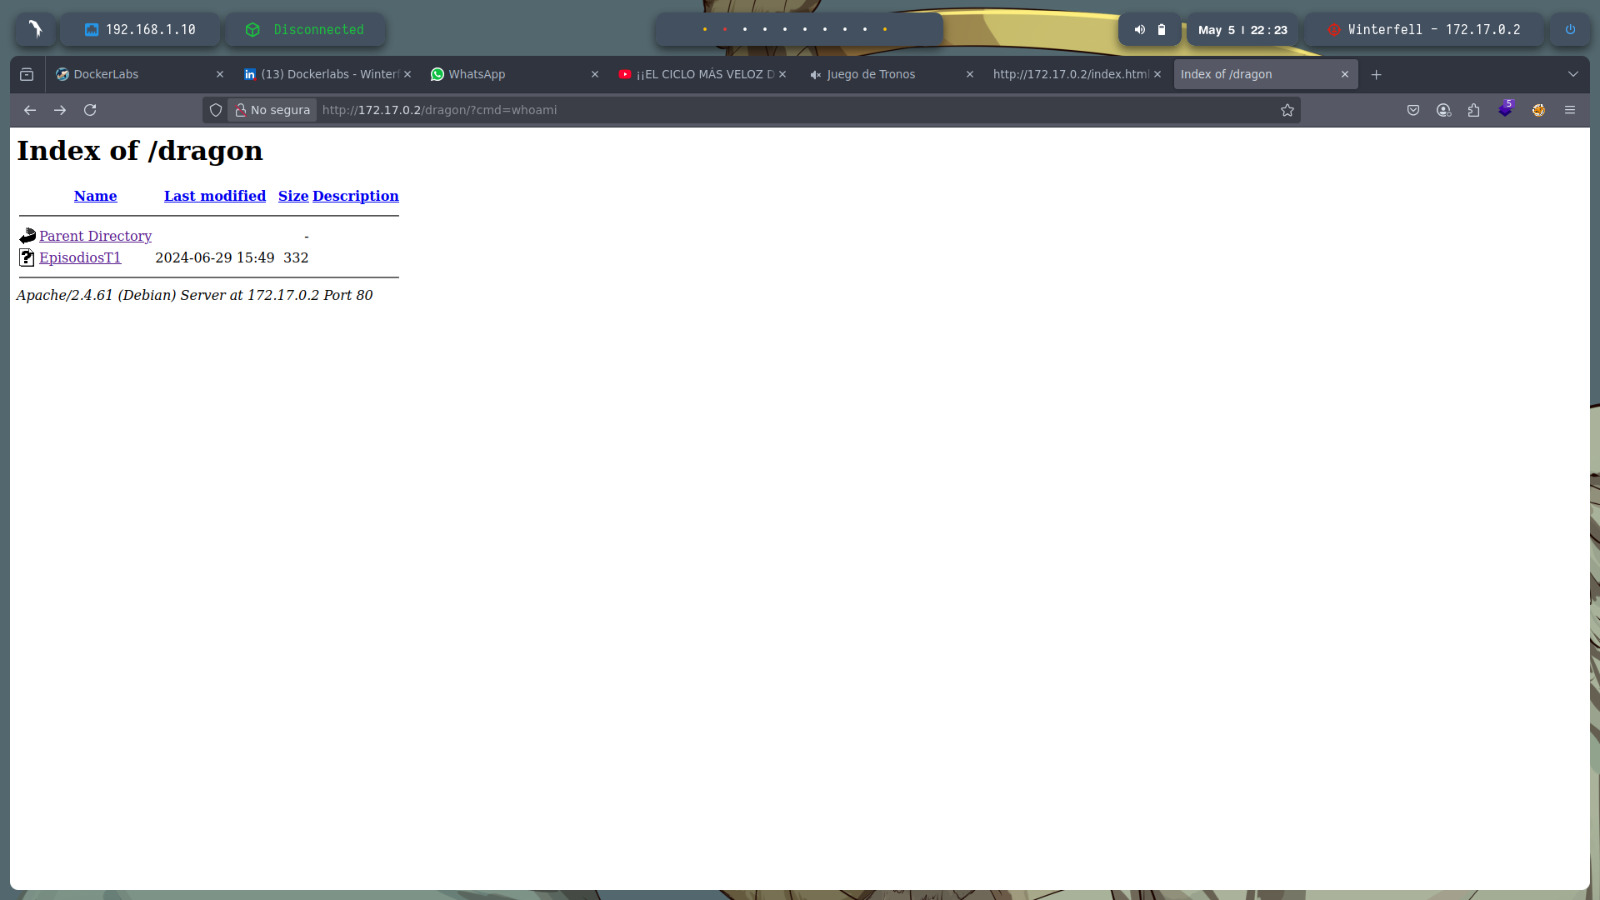 192.168.1.10
Disconnected
May 5 | 22 : 23
Winterfell - 172.17.0.2
DockerLabs
(13) Dockerlabs - Winterf
WhatsApp
¡¡EL CICLO MÁS VELOZ D
Juego de Tronos
http://172.17.0.2/index.html
Index of /dragon
No segura
http://172.17.0.2/dragon/?cmd=whoami
5
Index of /dragon
Name Last modified Size Description
Parent Directory -
EpisodiosT1 2024-06-29 15:49 332
Apache/2.4.61 (Debian) Server at 172.17.0.2 Port 80